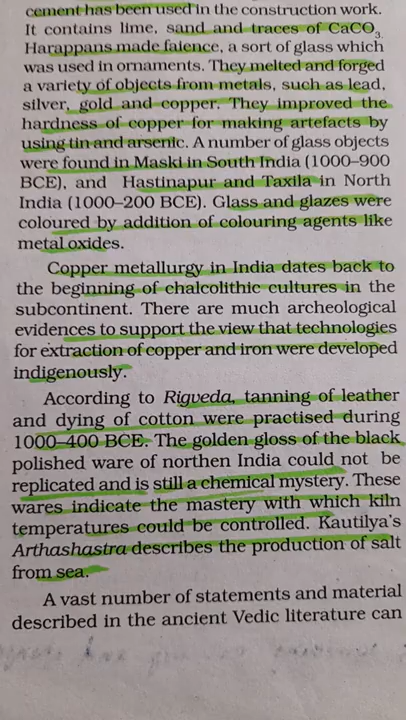 cement has been used in the construction work.
It contains lime, sand and traces of CaCO₃.
Harappans made faience, a sort of glass which
was used in ornaments. They melted and forged
a variety of objects from metals, such as lead,
silver, gold and copper. They improved the
hardness of copper for making artefacts by
using tin and arsenic. A number of glass objects
were found in Maski in South India (1000–900
BCE), and Hastinapur and Taxila in North
India (1000–200 BCE). Glass and glazes were
coloured by addition of colouring agents like
metal oxides.
Copper metallurgy in India dates back to
the beginning of chalcolithic cultures in the
subcontinent. There are much archeological
evidences to support the view that technologies
for extraction of copper and iron were developed
indigenously.
According to Rigveda, tanning of leather
and dying of cotton were practised during
1000–400 BCE. The golden gloss of the black
polished ware of northen India could not be
replicated and is still a chemical mystery. These
wares indicate the mastery with which kiln
temperatures could be controlled. Kautilya's
Arthashastra describes the production of salt
from sea.
A vast number of statements and material
described in the ancient Vedic literature can